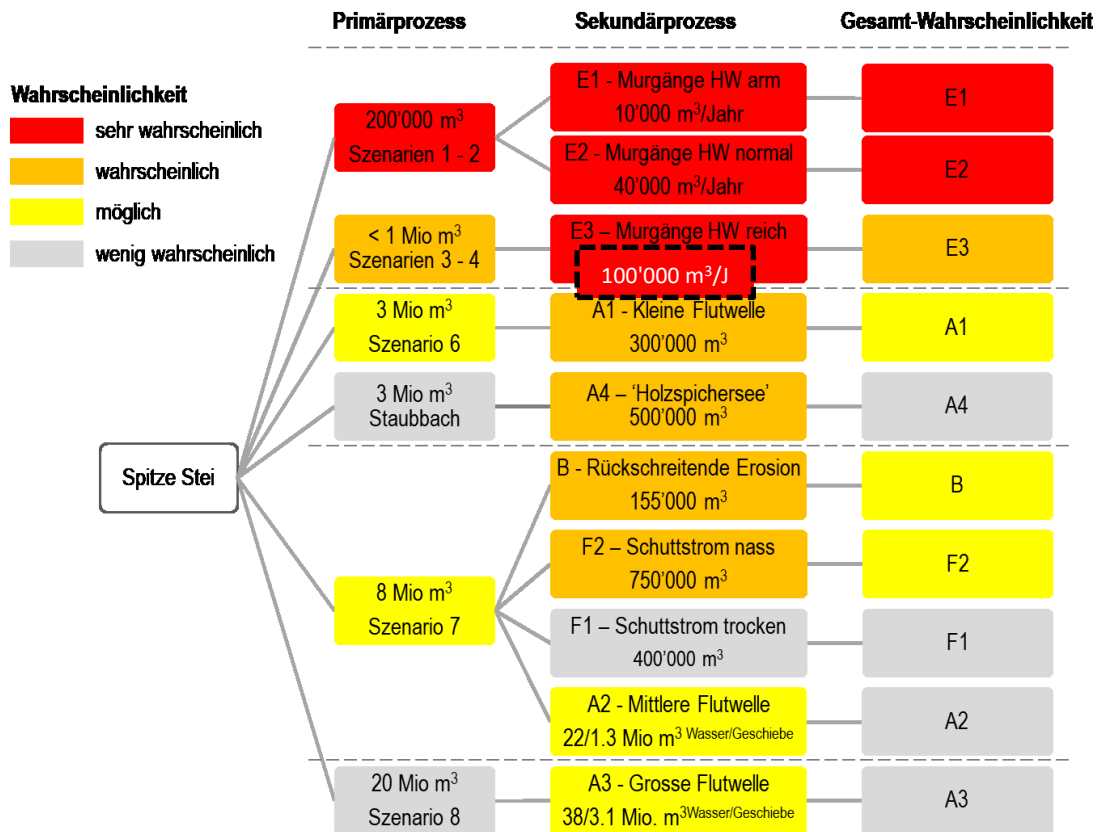 Primärprozess
Sekundärprozess
Gesamt-Wahrscheinlichkeit
Wahrscheinlichkeit
sehr wahrscheinlich
wahrscheinlich
möglich
wenig wahrscheinlich
Spitze Stei
200'000 m³
Szenarien 1 - 2
E1 - Murgänge HW arm
10'000 m³/Jahr
E1
E2 - Murgänge HW normal
40'000 m³/Jahr
E2
< 1 Mio m³
Szenarien 3 - 4
E3 – Murgänge HW reich
100'000 m³/J
E3
3 Mio m³
Szenario 6
A1 - Kleine Flutwelle
300'000 m³
A1
3 Mio m³
Staubbach
A4 – 'Holzspichersee'
500'000 m³
A4
8 Mio m³
Szenario 7
B - Rückschreitende Erosion
155'000 m³
B
F2 – Schuttstrom nass
750'000 m³
F2
F1 – Schuttstrom trocken
400'000 m³
F1
A2 - Mittlere Flutwelle
22/1.3 Mio m³ Wasser/Geschiebe
A2
20 Mio m³
Szenario 8
A3 - Grosse Flutwelle
38/3.1 Mio. m³Wasser/Geschiebe
A3